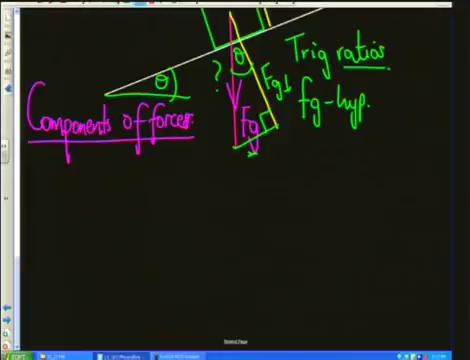 Trig ratios
θ
θ
?
Fg⊥
fg-hyp.
Components of forces
Fg